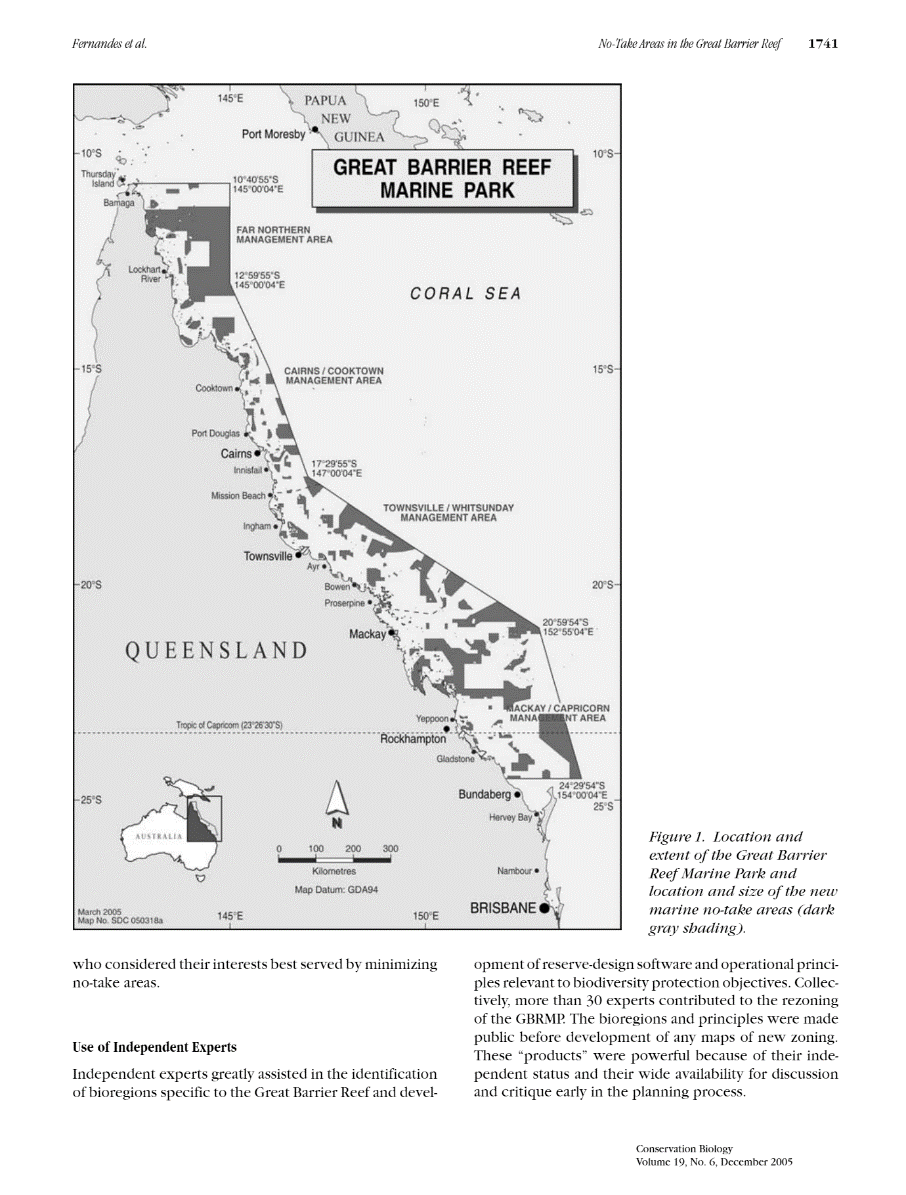 Fernandes et al.
No-Take Areas in the Great Barrier Reef 1741
145°E
PAPUA
NEW
GUINEA
150°E
Port Moresby
10°S
10°S
GREAT BARRIER REEF
MARINE PARK
Thursday
Island
Bamaga
10°40'55"S
145°00'04"E
FAR NORTHERN
MANAGEMENT AREA
Lockhart
River
12°59'55"S
145°00'04"E
CORAL SEA
15°S
15°S
CAIRNS / COOKTOWN
MANAGEMENT AREA
Cooktown
Port Douglas
Cairns
Innisfail
17°29'55"S
147°00'04"E
Mission Beach
TOWNSVILLE / WHITSUNDAY
MANAGEMENT AREA
Ingham
Townsville
Ayr
20°S
20°S
Bowen
Proserpine
20°59'54"S
152°55'04"E
Mackay
QUEENSLAND
MACKAY / CAPRICORN
MANAGEMENT AREA
Yeppoon
Tropic of Capricorn (23°26'30"S)
Rockhampton
Gladstone
24°29'54"S
154°00'04"E
25°S
25°S
Bundaberg
Hervey Bay
AUSTRALIA
N
0 100 200 300
Kilometres
Map Datum: GDA94
Nambour
BRISBANE
March 2005
Map No. SDC 050318a
145°E
150°E
Figure 1. Location and
extent of the Great Barrier
Reef Marine Park and
location and size of the new
marine no-take areas (dark
gray shading).
who considered their interests best served by minimizing
no-take areas.
Use of Independent Experts
Independent experts greatly assisted in the identification
of bioregions specific to the Great Barrier Reef and devel-
opment of reserve-design software and operational princi-
ples relevant to biodiversity protection objectives. Collec-
tively, more than 30 experts contributed to the rezoning
of the GBRMP. The bioregions and principles were made
public before development of any maps of new zoning.
These “products” were powerful because of their inde-
pendent status and their wide availability for discussion
and critique early in the planning process.
Conservation Biology
Volume 19, No. 6, December 2005